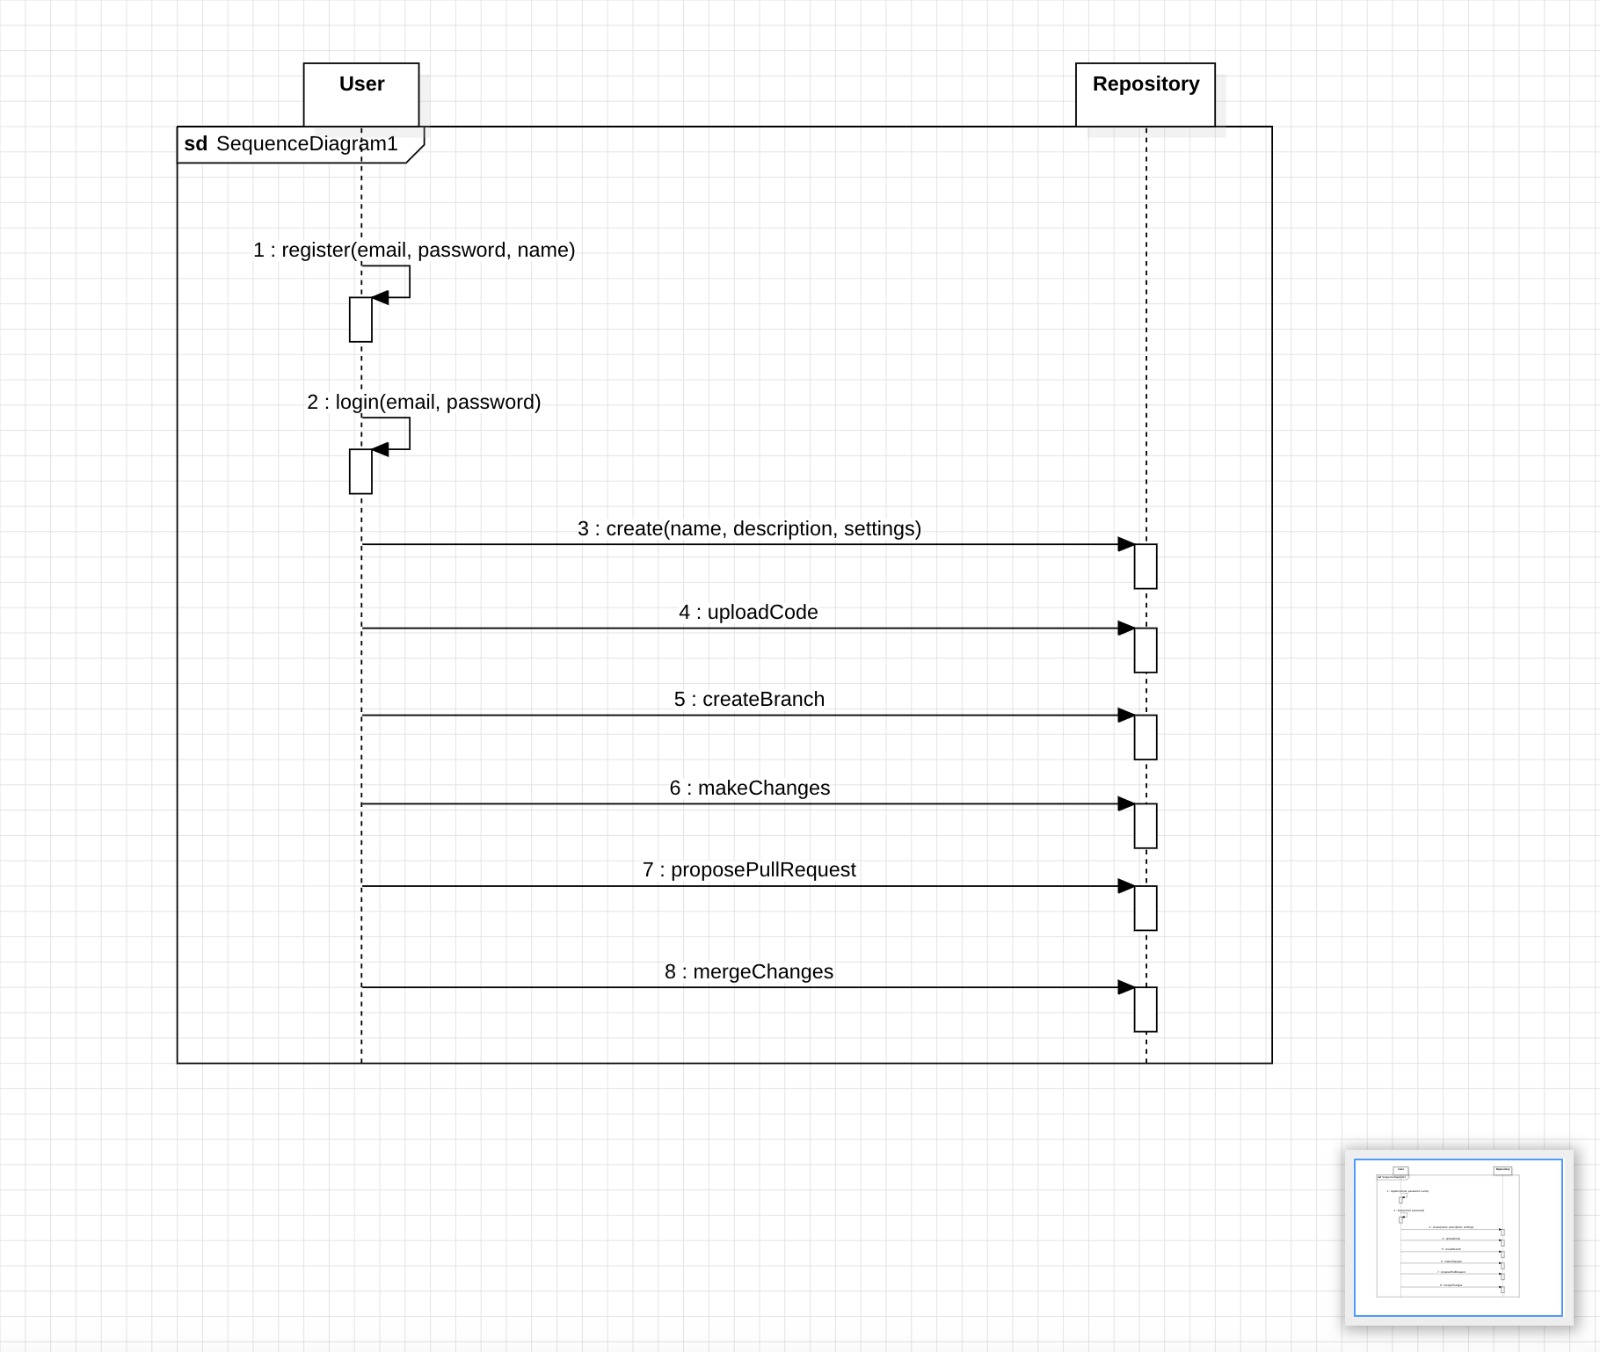 User
Repository
sd SequenceDiagram1
1 : register(email, password, name)
2 : login(email, password)
3 : create(name, description, settings)
4 : uploadCode
5 : createBranch
6 : makeChanges
7 : proposePullRequest
8 : mergeChanges